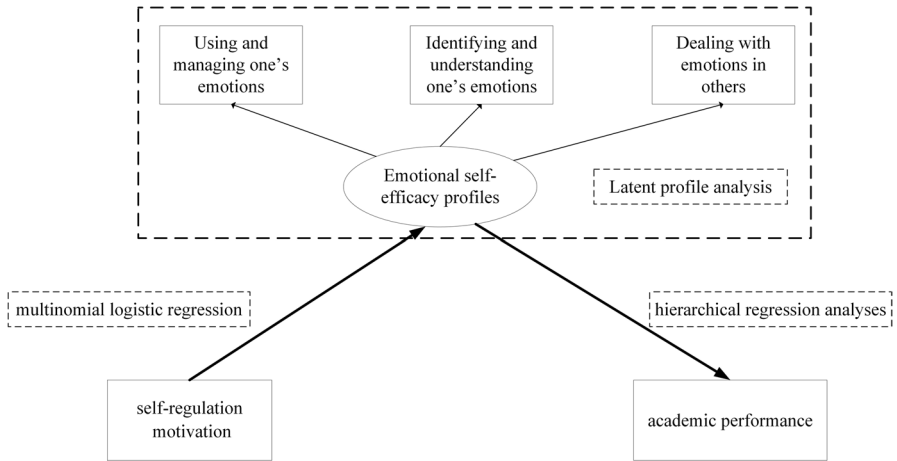 Using and
managing one's
emotions
Identifying and
understanding
one's emotions
Dealing with
emotions in
others
Emotional self-
efficacy profiles
Latent profile analysis
multinomial logistic regression
hierarchical regression analyses
self-regulation
motivation
academic performance